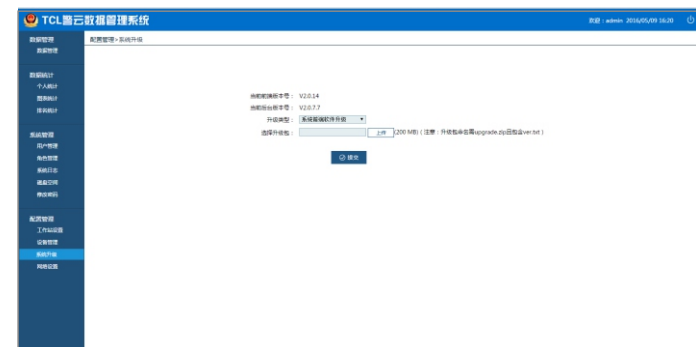 TCL警云数据管理系统
欢迎：admin 2016/05/09 16:20
数据管理
数据管理
数据统计
个人统计
图表统计
排名统计
系统管理
用户管理
角色管理
系统日志
磁盘空间
修改密码
配置管理
工作站设置
设备管理
系统升级
网络设置
配置管理>系统升级
当前前端版本号： V2.0.14
当前后台版本号： V2.0.7.7
升级类型： 系统前端软件升级
选择升级包： 上传 (200 MB)（ 注意：升级包命名需upgrade.zip且包含ver.txt ）
提交